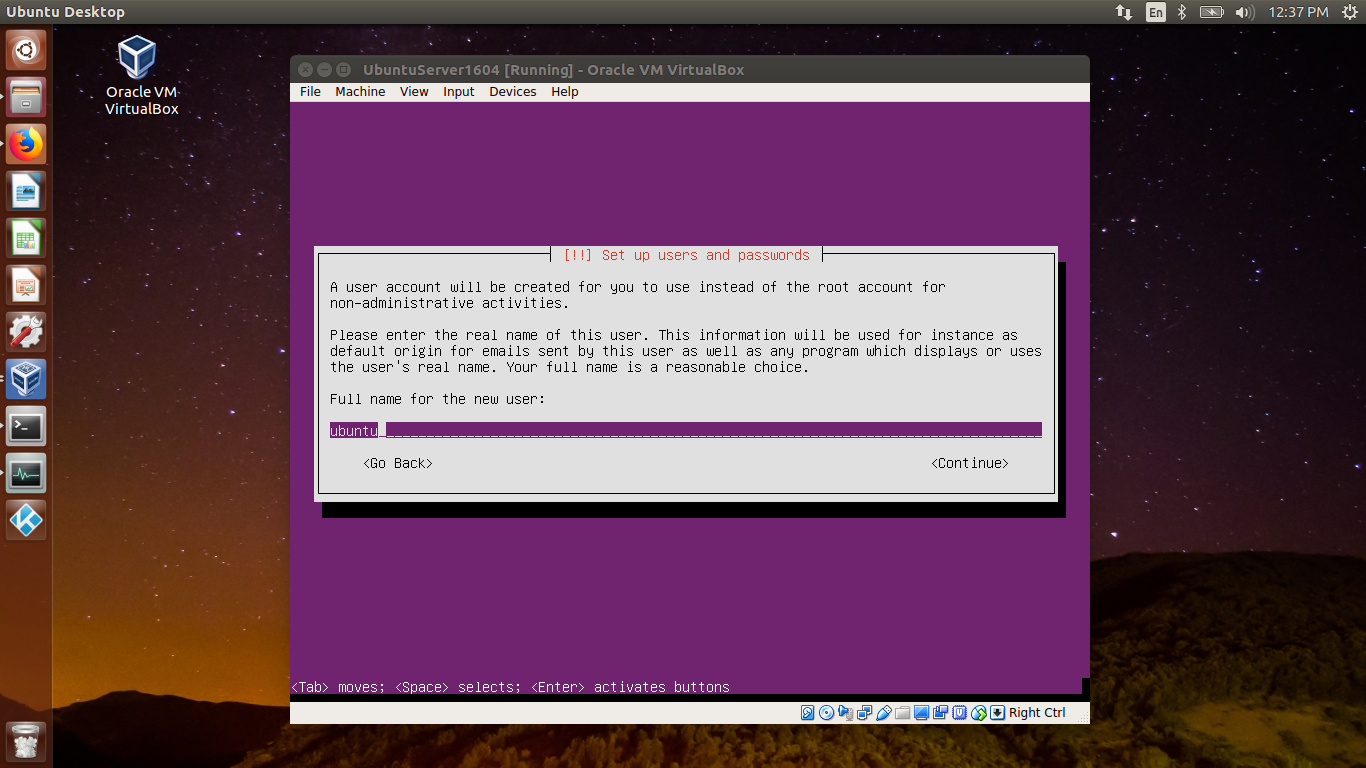 Ubuntu Desktop
En
12:37 PM
Oracle VM
VirtualBox
UbuntuServer1604 [Running] - Oracle VM VirtualBox
File Machine View Input Devices Help
[!!] Set up users and passwords
A user account will be created for you to use instead of the root account for
non-administrative activities.
Please enter the real name of this user. This information will be used for instance as
default origin for emails sent by this user as well as any program which displays or uses
the user's real name. Your full name is a reasonable choice.
Full name for the new user:
ubuntu
<Go Back> <Continue>
<Tab> moves; <Space> selects; <Enter> activates buttons
Right Ctrl